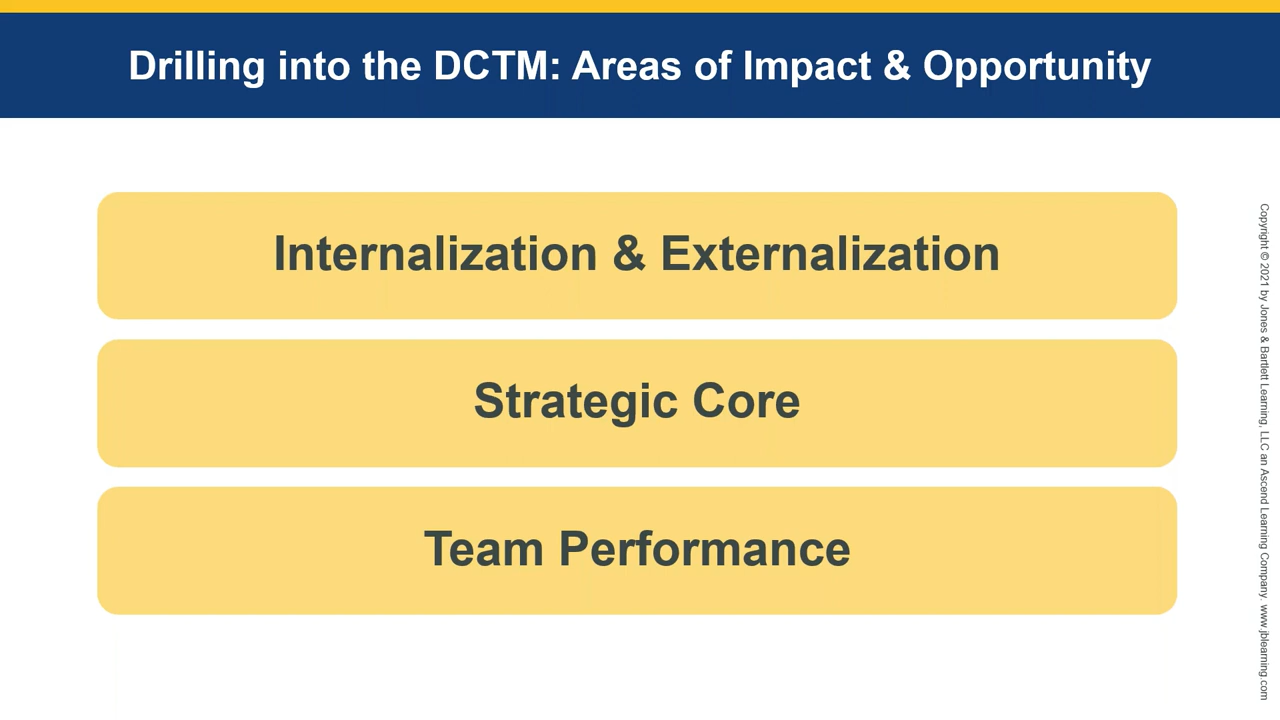 Drilling into the DCTM: Areas of Impact & Opportunity
Internalization & Externalization
Strategic Core
Team Performance
Copyright © 2021 by Jones & Bartlett Learning, LLC an Ascend Learning Company. www.jblearning.com